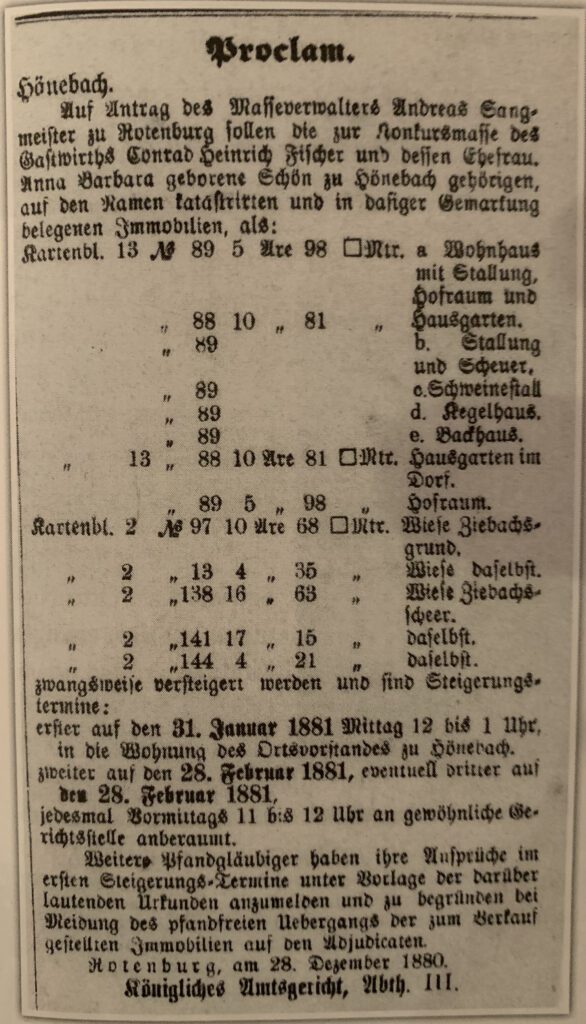 Proclam.
Hönebach.
Auf Antrag des Masseverwalters Andreas Sang-
meister zu Rotenburg sollen die zur Konkursmasse des
Gastwirths Conrad Heinrich Fischer und dessen Ehefrau.
Anna Barbara geborene Schön zu Hönebach gehörigen,
auf den Namen katastrirten und in dasiger Gemarkung
belegenen Immobilien, als:
Kartenbl. 13 № 89 5 Are 98 □Mtr. a Wohnhaus
mit Stallung,
Hofraum und
„ 88 10 „ 81 „ Hausgarten.
„ 89 b. Stallung
und Scheuer.
„ 89 c. Schweinestall
„ 89 d. Kegelhaus.
„ 89 e. Backhaus.
„ 13 „ 88 10 Are 81 □Mtr. Hausgarten im
Dorf.
„ 89 5 „ 98 „ Hofraum.
Kartenbl. 2 № 97 10 Are 68 □Mtr. Wiese Ziebachs-
grund.
„ 2 „ 13 4 „ 35 „ Wiese daselbst.
„ 2 „ 138 16 „ 63 „ Wiese Ziebachs-
scheer.
„ 2 „ 141 17 „ 15 „ daselbst.
„ 2 „ 144 4 „ 21 „ daselbst.
zwangsweise versteigert werden und sind Steigerungs-
termine:
erster auf den 31. Januar 1881 Mittag 12 bis 1 Uhr,
in die Wohnung des Ortsvorstandes zu Hönebach.
zweiter auf den 28. Februar 1881, eventuell dritter auf
den 28. Februar 1881,
jedesmal Vormittags 11 bis 12 Uhr an gewöhnliche Ge-
richtsstelle anberaumt.
Weitere Pfandgläubiger haben ihre Ansprüche im
ersten Steigerungs-Termine unter Vorlage der darüber
lautenden Urkunden anzumelden und zu begründen bei
Meidung des pfandfreien Uebergangs der zum Verkauf
gestellten Immobilien auf den Adjudicaten.
Rotenburg, am 28. Dezember 1880.
Königliches Amtsgericht, Abth. III.